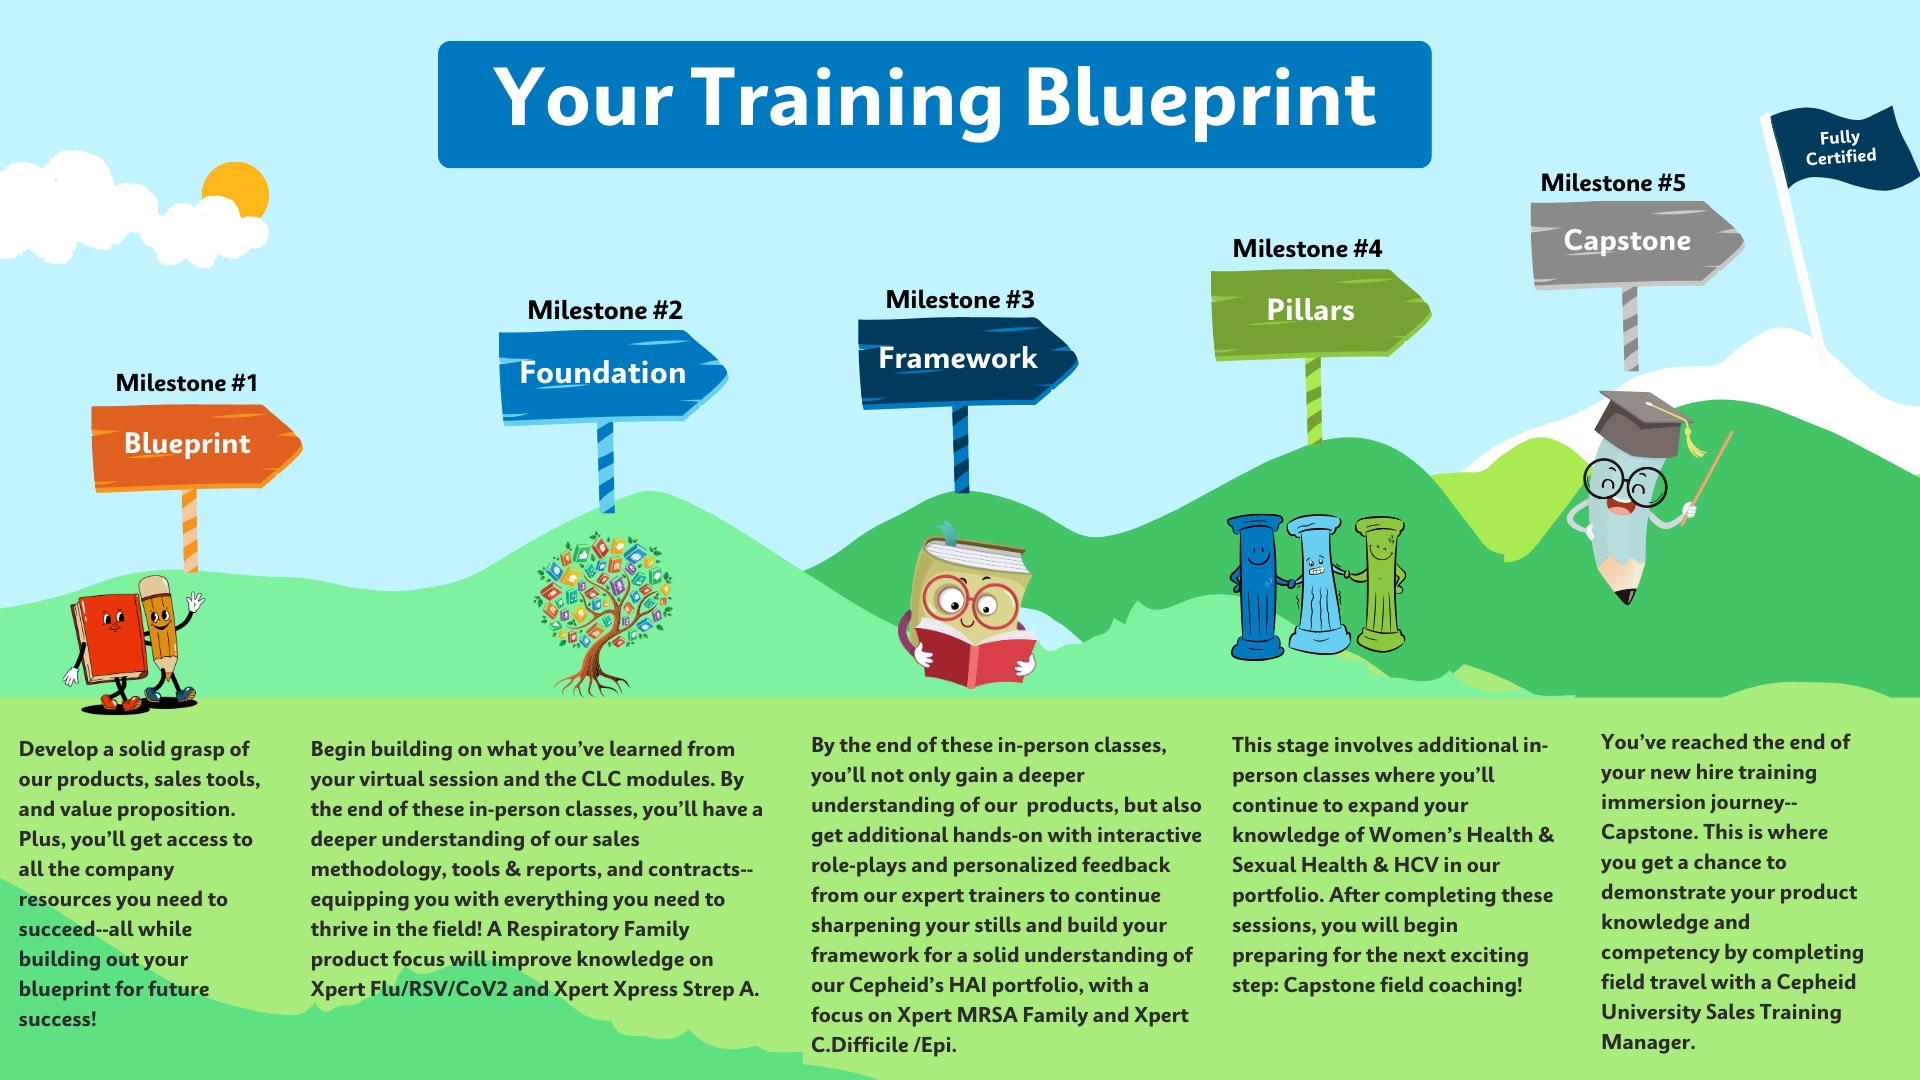 Your Training Blueprint
Fully
Certified
Milestone #1
Blueprint
Milestone #2
Foundation
Milestone #3
Framework
Milestone #4
Pillars
Milestone #5
Capstone
Develop a solid grasp of
our products, sales tools,
and value proposition.
Plus, you'll get access to
all the company
resources you need to
succeed--all while
building out your
blueprint for future
success!
Begin building on what you've learned from
your virtual session and the CLC modules. By
the end of these in-person classes, you'll have a
deeper understanding of our sales
methodology, tools & reports, and contracts--
equipping you with everything you need to
thrive in the field! A Respiratory Family
product focus will improve knowledge on
Xpert Flu/RSV/CoV2 and Xpert Xpress Strep A.
By the end of these in-person classes,
you'll not only gain a deeper
understanding of our products, but also
get additional hands-on with interactive
role-plays and personalized feedback
from our expert trainers to continue
sharpening your stills and build your
framework for a solid understanding of
our Cepheid's HAI portfolio, with a
focus on Xpert MRSA Family and Xpert
C.Difficile /Epi.
This stage involves additional in-
person classes where you'll
continue to expand your
knowledge of Women's Health &
Sexual Health & HCV in our
portfolio. After completing these
sessions, you will begin
preparing for the next exciting
step: Capstone field coaching!
You've reached the end of
your new hire training
immersion journey--
Capstone. This is where
you get a chance to
demonstrate your product
knowledge and
competency by completing
field travel with a Cepheid
University Sales Training
Manager.